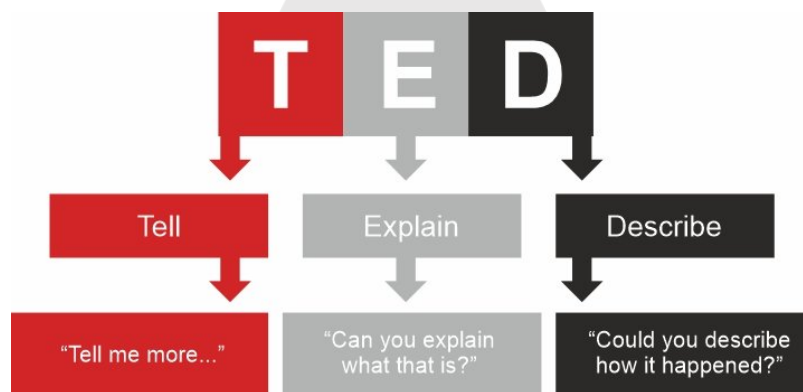 T E D
Tell
Explain
Describe
“Tell me more...”
“Can you explain
what that is?”
“Could you describe
how it happened?”